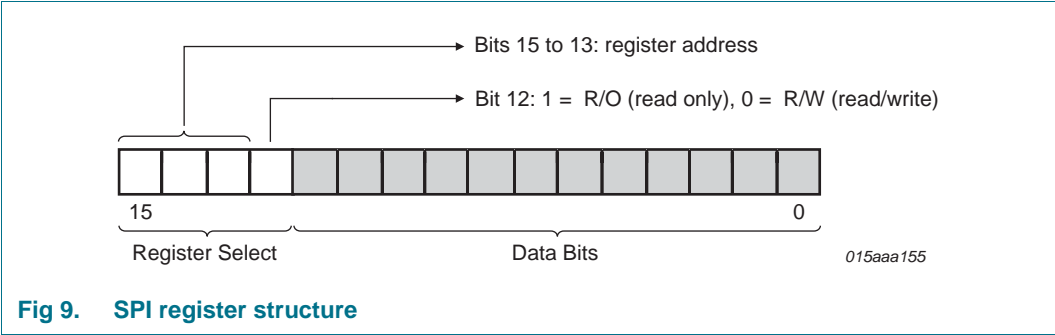 Bits 15 to 13: register address
Bit 12: 1 = R/O (read only), 0 = R/W (read/write)
15 0
Register Select Data Bits
015aaa155
Fig 9. SPI register structure